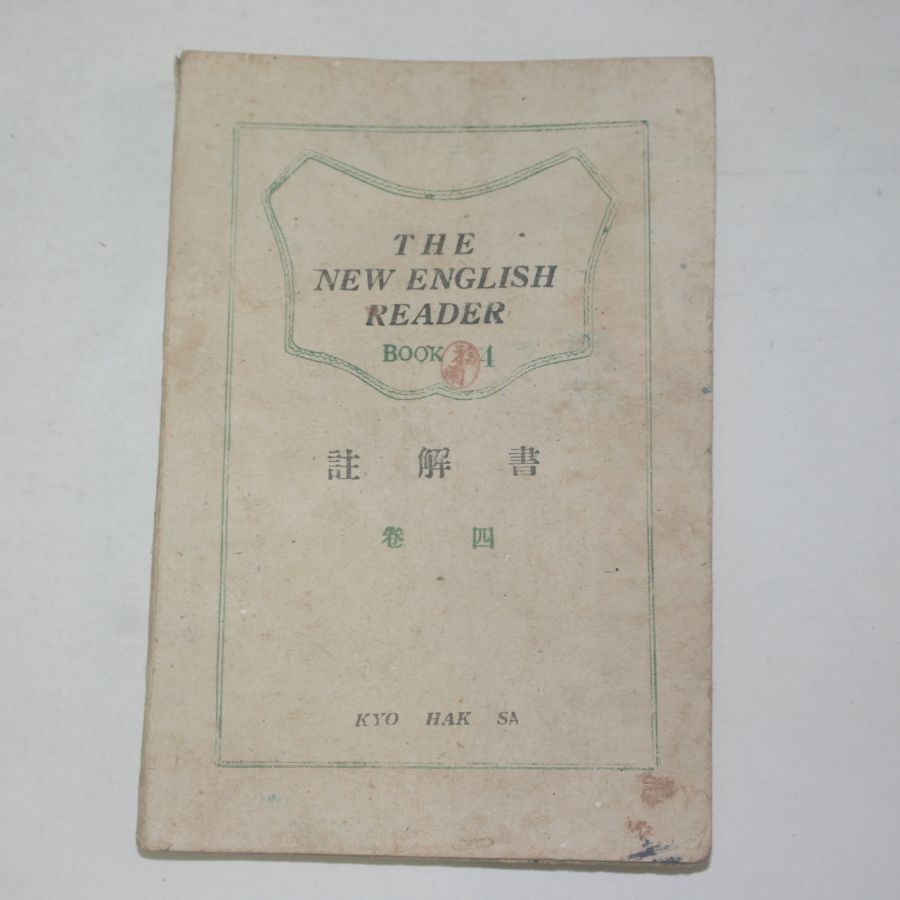 THE
NEW ENGLISH
READER
BOOK 4
註解書
卷四
KYO HAK SA